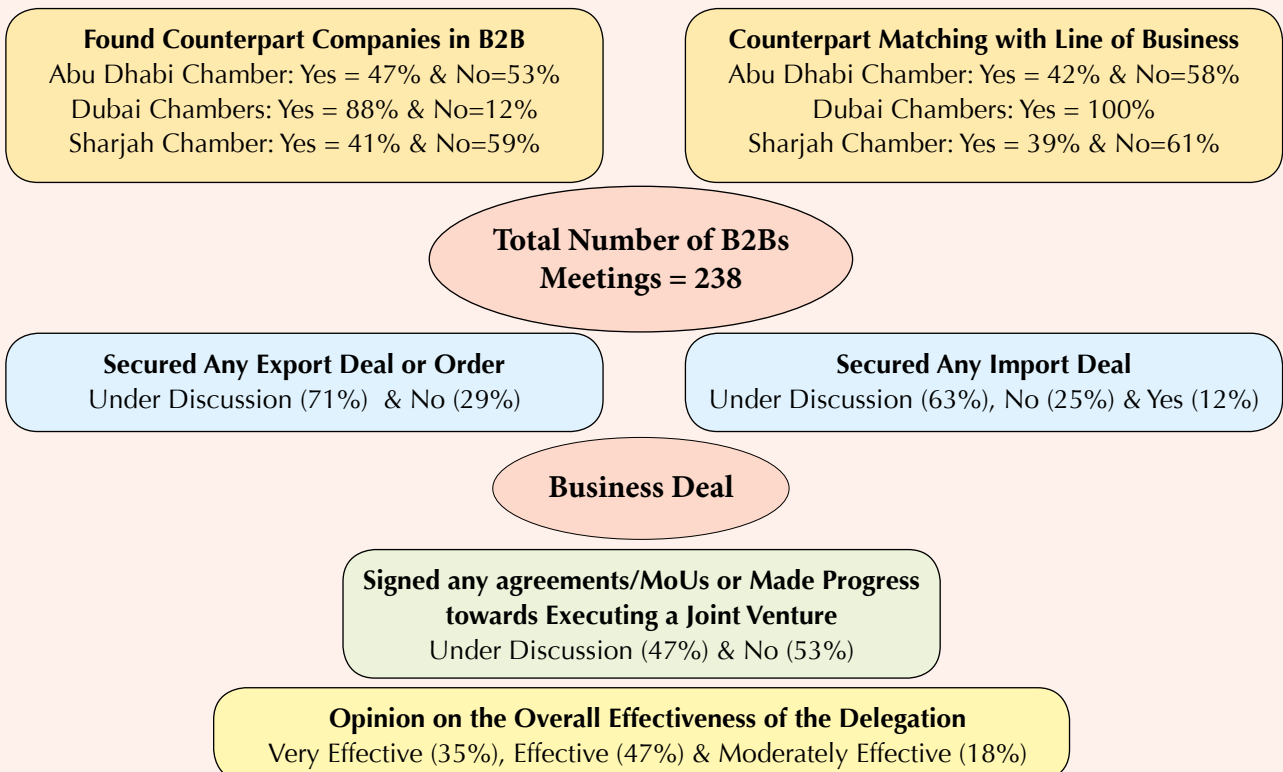 Found Counterpart Companies in B2B
Abu Dhabi Chamber: Yes = 47% & No=53%
Dubai Chambers: Yes = 88% & No=12%
Sharjah Chamber: Yes = 41% & No=59%
Counterpart Matching with Line of Business
Abu Dhabi Chamber: Yes = 42% & No=58%
Dubai Chambers: Yes = 100%
Sharjah Chamber: Yes = 39% & No=61%
Total Number of B2Bs
Meetings = 238
Secured Any Export Deal or Order
Under Discussion (71%) & No (29%)
Secured Any Import Deal
Under Discussion (63%), No (25%) & Yes (12%)
Business Deal
Signed any agreements/MoUs or Made Progress
towards Executing a Joint Venture
Under Discussion (47%) & No (53%)
Opinion on the Overall Effectiveness of the Delegation
Very Effective (35%), Effective (47%) & Moderately Effective (18%)